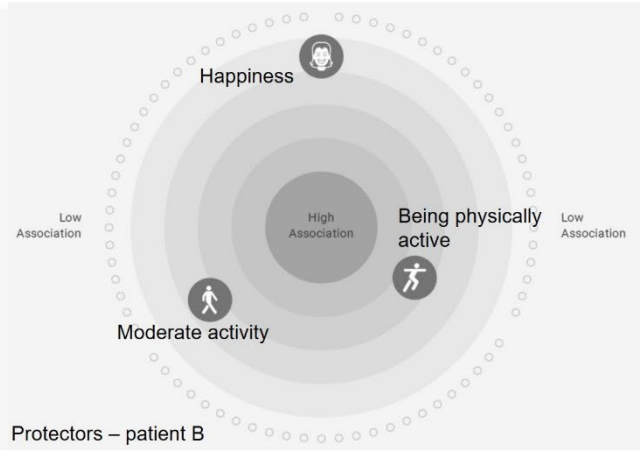 Happiness
Low
Association
High
Association
Being physically
active
Low
Association
Moderate activity
Protectors – patient B